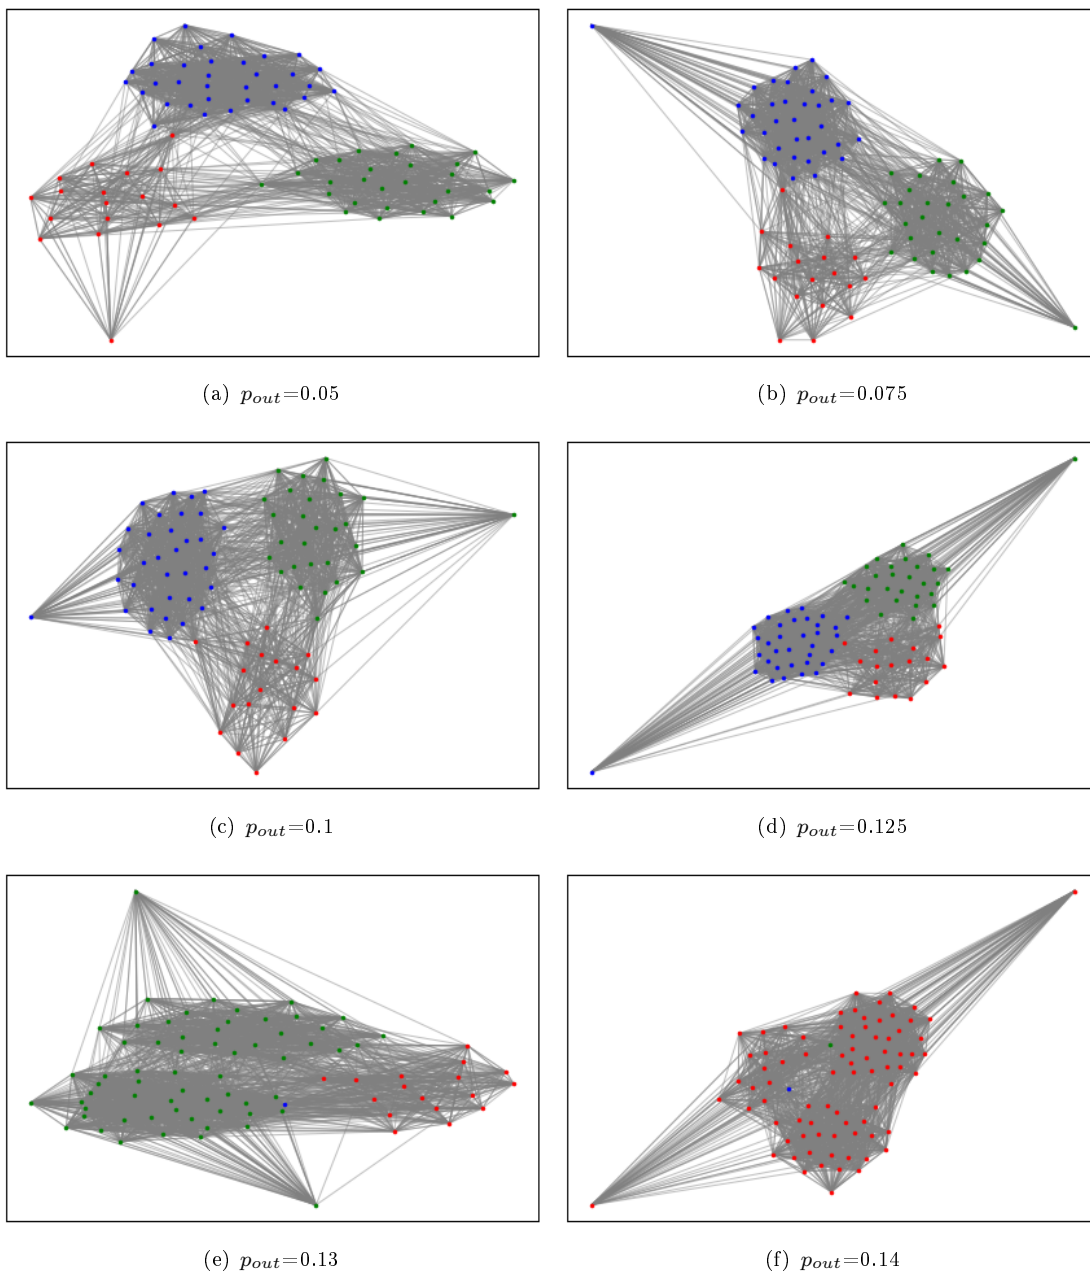 (a) p_out=0.05
(b) p_out=0.075
(c) p_out=0.1
(d) p_out=0.125
(e) p_out=0.13
(f) p_out=0.14